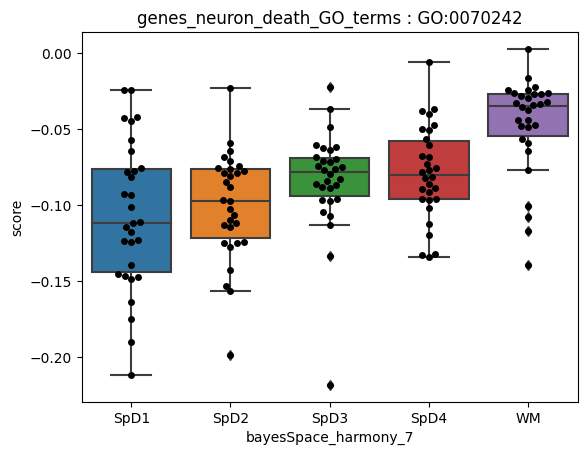 genes_neuron_death_GO_terms : GO:0070242
0.00
−0.05
−0.10
−0.15
−0.20
score
SpD1 SpD2 SpD3 SpD4 WM
bayesSpace_harmony_7